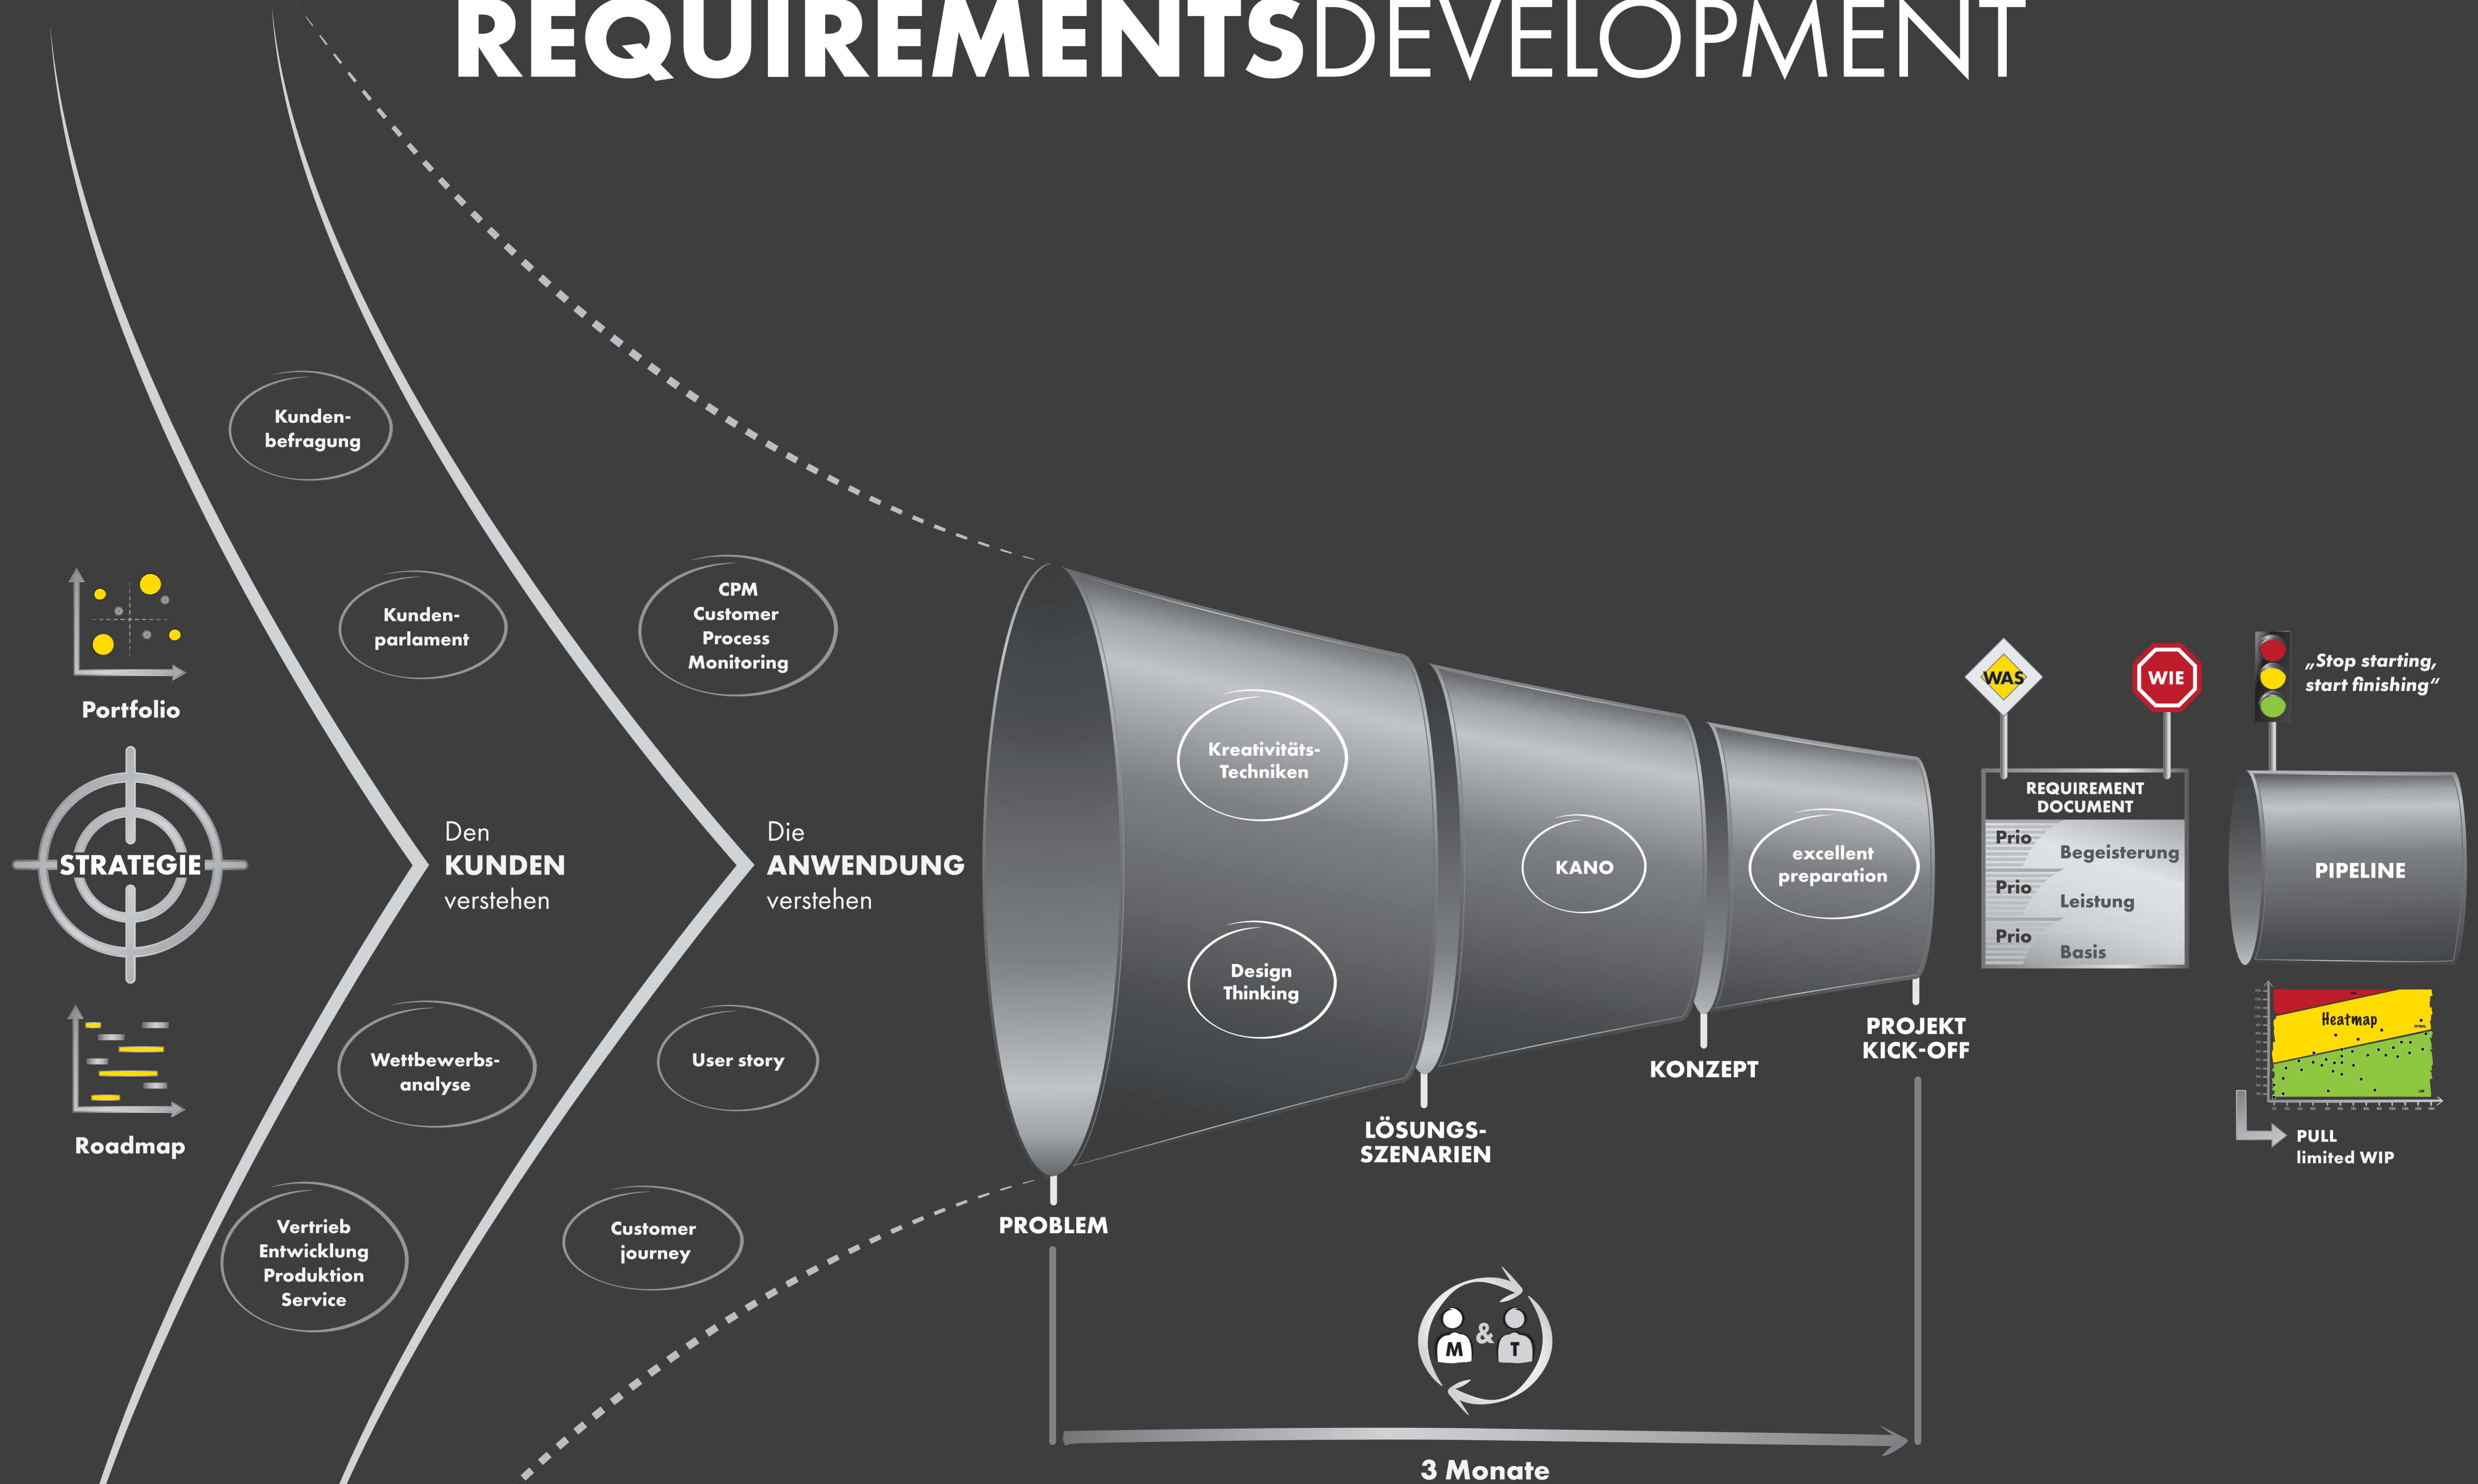 REQUIREMENTSDEVELOPMENT
Kunden-
befragung
Kunden-
parlament
CPM
Customer
Process
Monitoring
Portfolio
STRATEGIE
Roadmap
Den
KUNDEN
verstehen
Die
ANWENDUNG
verstehen
Wettbewerbs-
analyse
User story
Vertrieb
Entwicklung
Produktion
Service
Customer
journey
Kreativitäts-
Techniken
Design
Thinking
KANO
excellent
preparation
PROBLEM
LÖSUNGS-
SZENARIEN
KONZEPT
PROJEKT
KICK-OFF
M & T
3 Monate
WAS
WIE
REQUIREMENT
DOCUMENT
Prio
Begeisterung
Prio
Leistung
Prio
Basis
„Stop starting,
start finishing“
PIPELINE
Heatmap
PULL
limited WIP